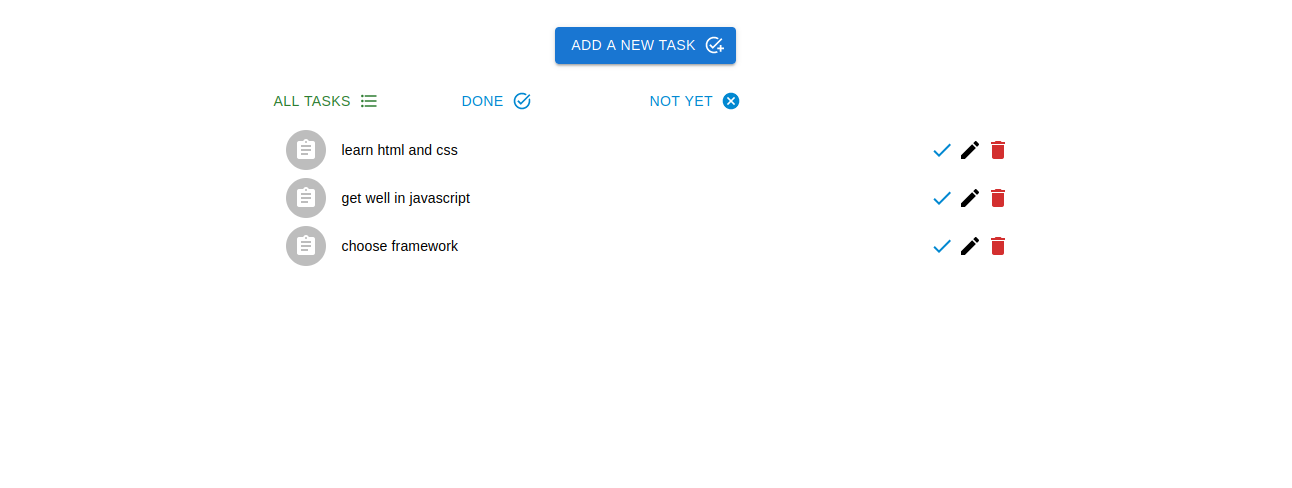 ADD A NEW TASK
ALL TASKS DONE NOT YET
learn html and css
get well in javascript
choose framework